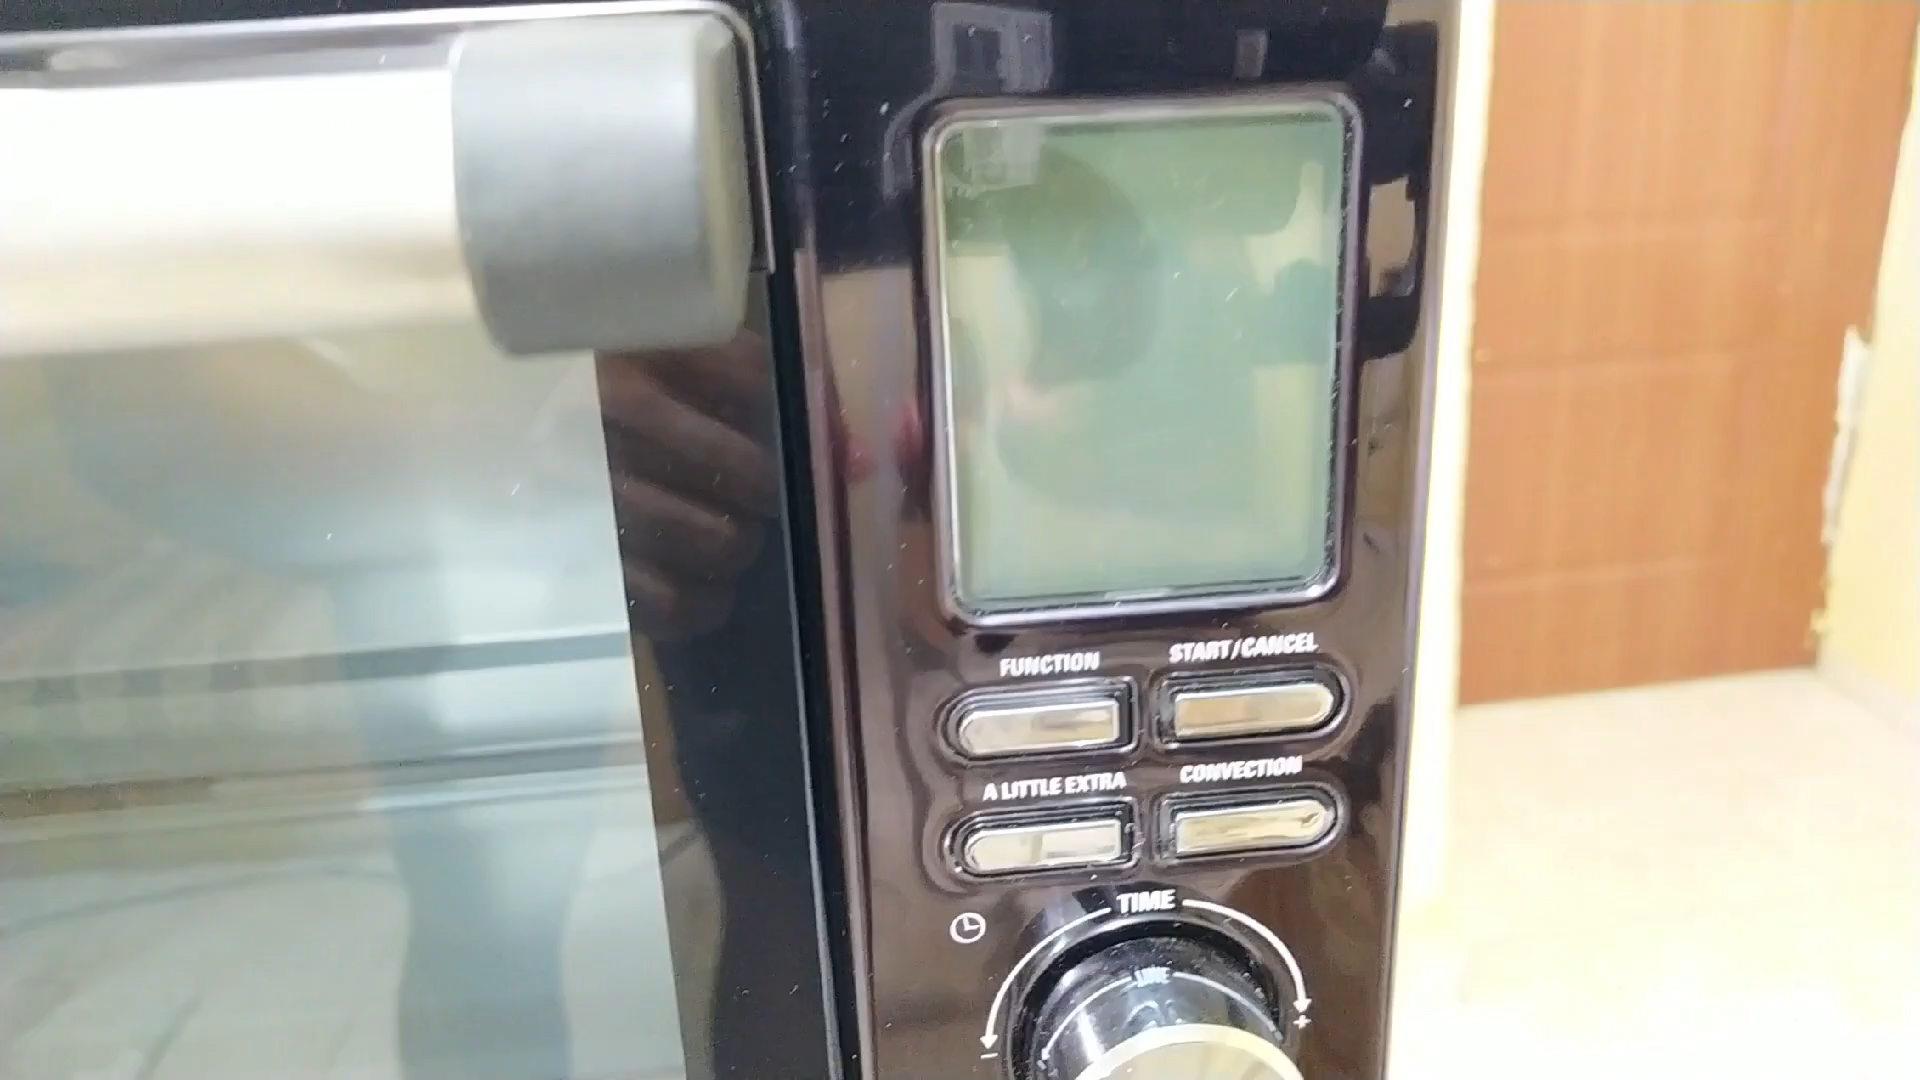 FUNCTION
START/CANCEL
A LITTLE EXTRA
CONVECTION
TIME
−
+